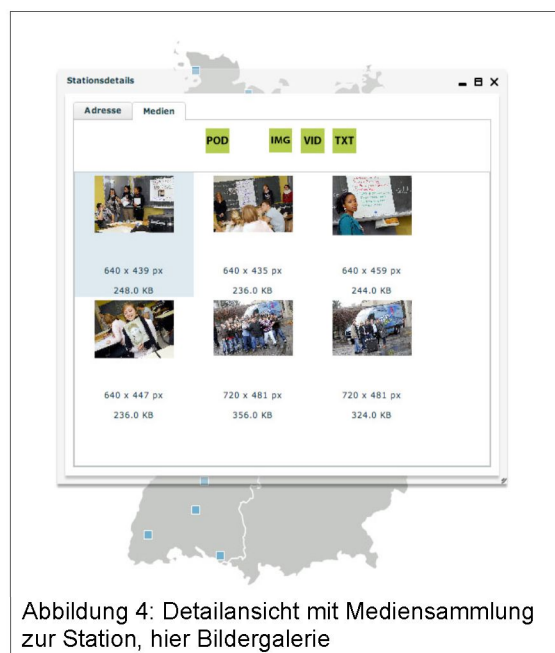 Stationsdetails
Adresse Medien
POD IMG VID TXT
640 x 439 px 640 x 435 px 640 x 459 px
248.0 KB 236.0 KB 244.0 KB
640 x 447 px 720 x 481 px 720 x 481 px
236.0 KB 356.0 KB 324.0 KB
Abbildung 4: Detailansicht mit Mediensammlung
zur Station, hier Bildergalerie